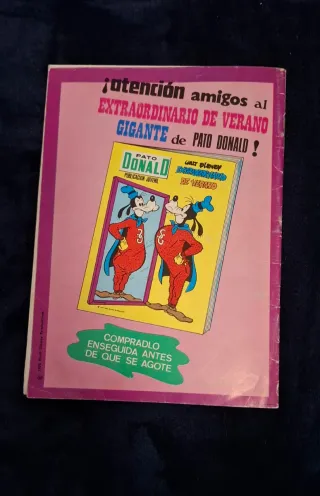 ¡atención amigos al
EXTRAORDINARIO DE VERANO
GIGANTE de PATO DONALD!
PATO
DONALD
PUBLICACION JUVENIL
WALT DISNEY
EXTRAORDINARIO
DE VERANO
COMPRADLO
ENSEGUIDA ANTES
DE QUE SE AGOTE